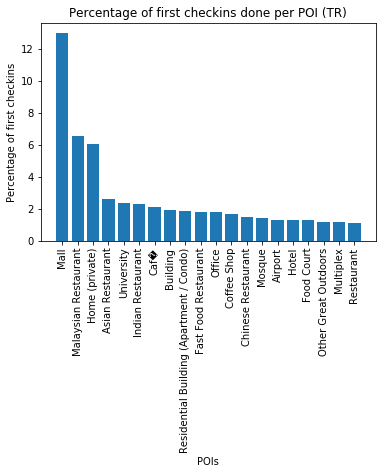 Percentage of first checkins done per POI (TR)
Percentage of first checkins
12
10
8
6
4
2
0
Mall
Malaysian Restaurant
Home (private)
Asian Restaurant
University
Indian Restaurant
Caf�
Building
Residential Building (Apartment / Condo)
Fast Food Restaurant
Office
Coffee Shop
Chinese Restaurant
Mosque
Airport
Hotel
Food Court
Other Great Outdoors
Multiplex
Restaurant
POIs